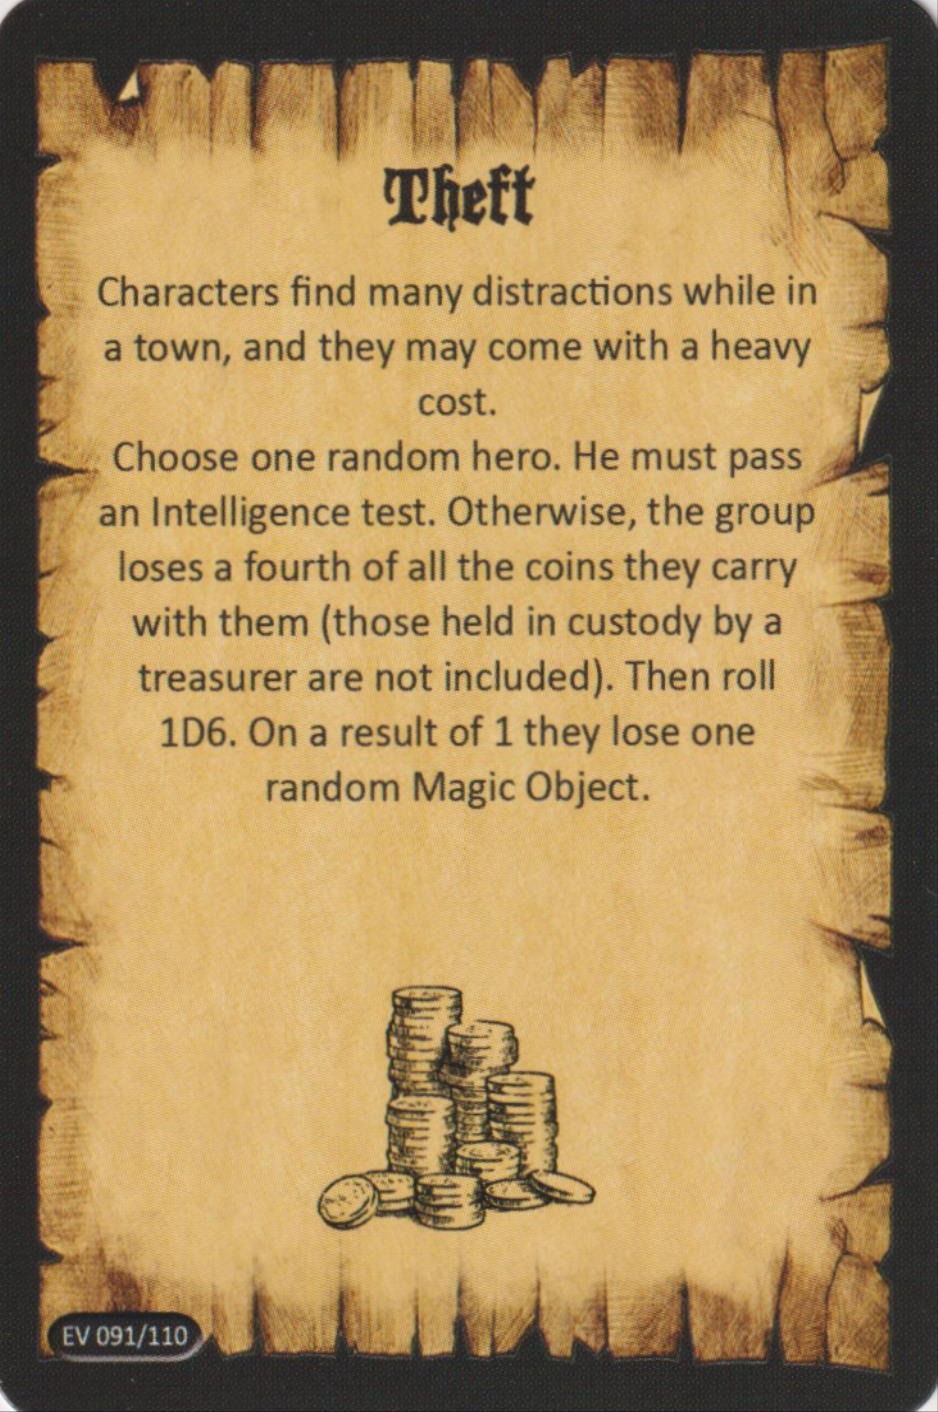 Theft
Characters find many distractions while in
a town, and they may come with a heavy
cost.
Choose one random hero. He must pass
an Intelligence test. Otherwise, the group
loses a fourth of all the coins they carry
with them (those held in custody by a
treasurer are not included). Then roll
1D6. On a result of 1 they lose one
random Magic Object.
EV 091/110